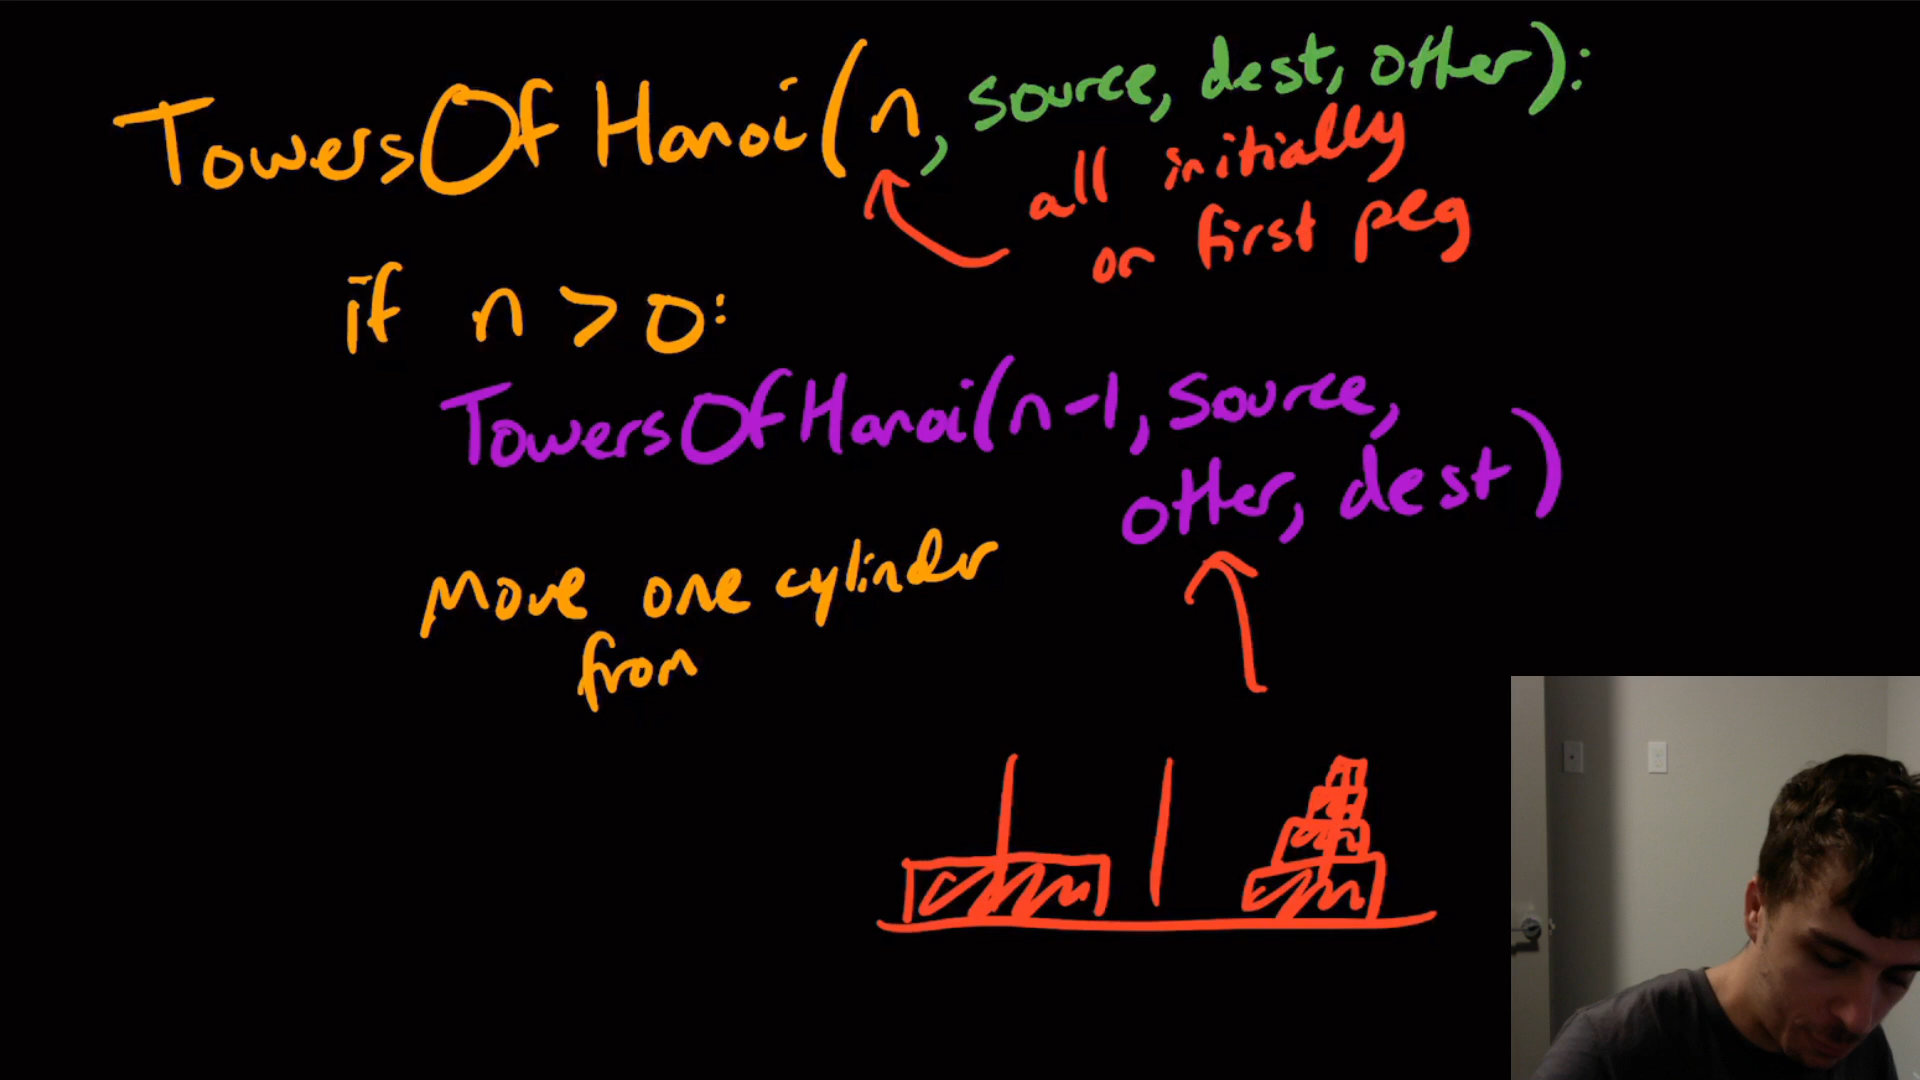 TowersOfHanoi(n, source, dest, other):
all initially
on first peg
if n > 0:
TowersOfHanoi(n-1, source,
other, dest)
Move one cylinder
from